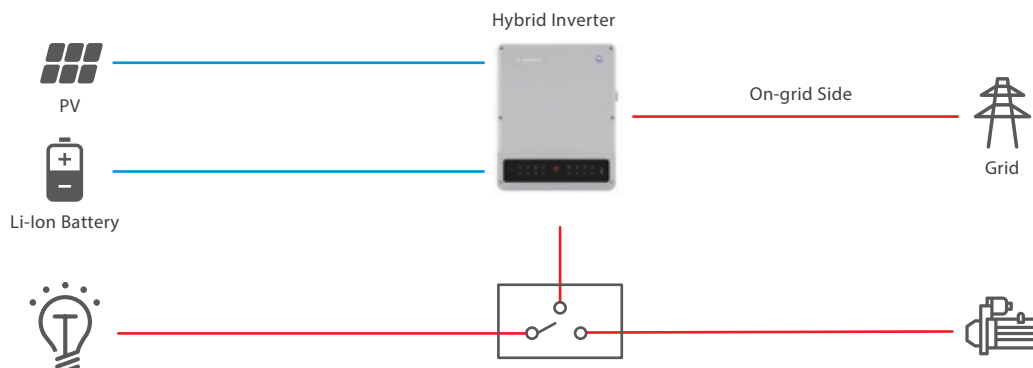 Hybrid Inverter
PV
On-grid Side
Grid
Li-Ion Battery